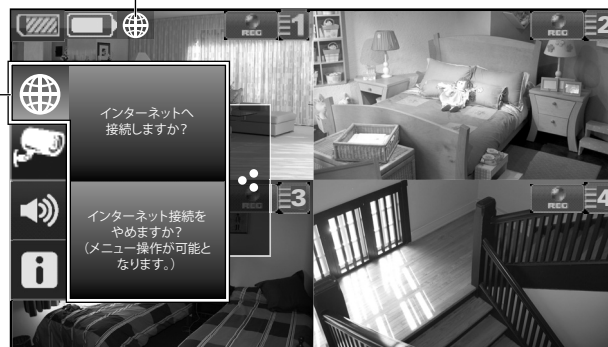 REC 1
REC 2
インターネットへ
接続しますか？
REC 3
REC 4
インターネット接続を
やめますか？
(メニュー操作が可能と
なります。)